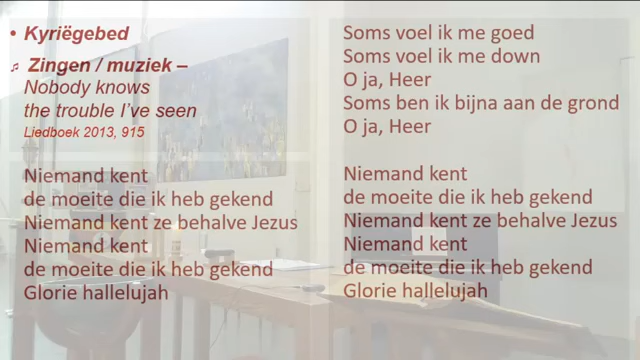 • Kyriëgebed
♫ Zingen / muziek –
Nobody knows
the trouble I've seen
Liedboek 2013, 915
Niemand kent
de moeite die ik heb gekend
Niemand kent ze behalve Jezus
Niemand kent
de moeite die ik heb gekend
Glorie hallelujah
Soms voel ik me goed
Soms voel ik me down
O ja, Heer
Soms ben ik bijna aan de grond
O ja, Heer
Niemand kent
de moeite die ik heb gekend
Niemand kent ze behalve Jezus
Niemand kent
de moeite die ik heb gekend
Glorie hallelujah